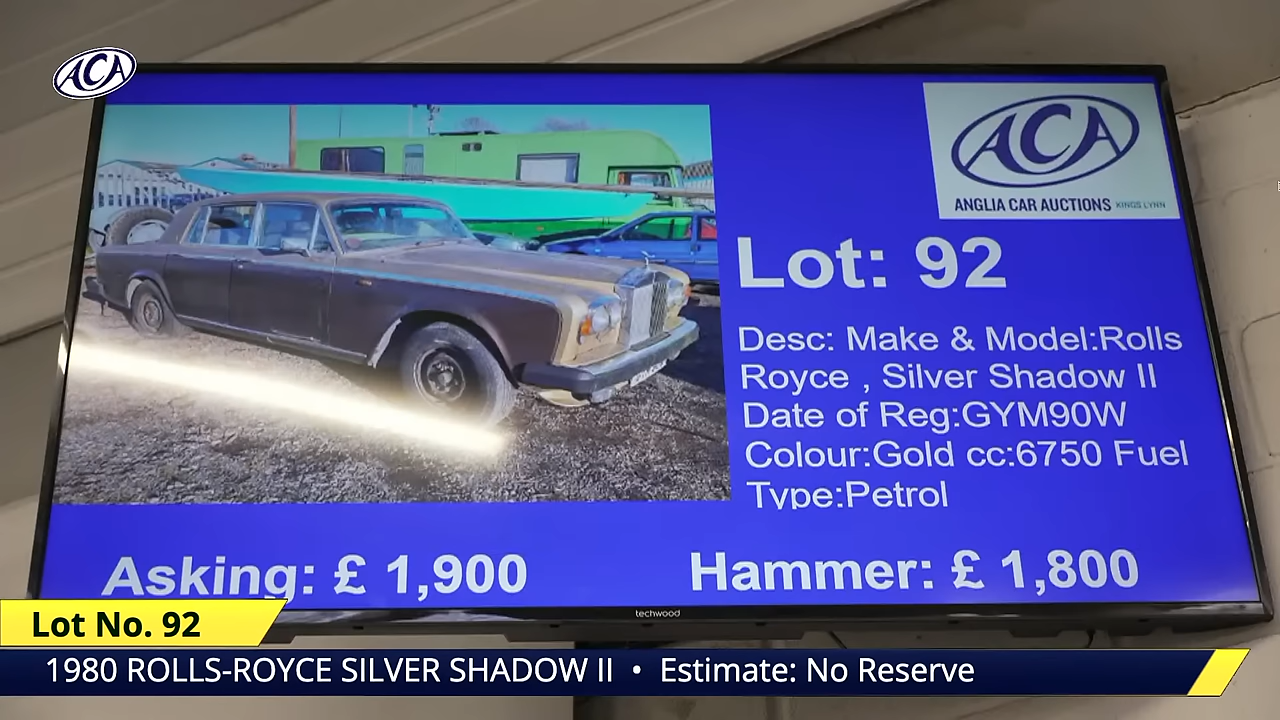 ACA
ACA
ANGLIA CAR AUCTIONS KINGS LYNN
Lot: 92
Desc: Make & Model:Rolls
Royce , Silver Shadow II
Date of Reg:GYM90W
Colour:Gold cc:6750 Fuel
Type:Petrol
Asking: £ 1,900
Hammer: £ 1,800
techwood
Lot No. 92
1980 ROLLS-ROYCE SILVER SHADOW II • Estimate: No Reserve